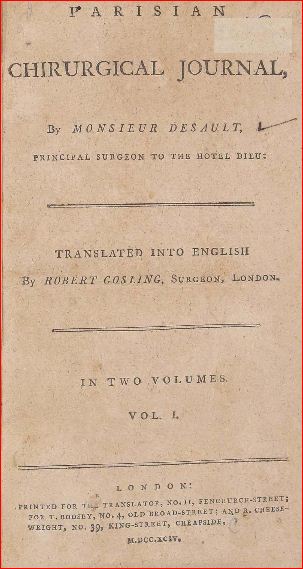 PARISIAN
CHIRURGICAL JOURNAL,
By MONSIEUR DESAULT,
PRINCIPAL SURGEON TO THE HOTEL DIEU:
TRANSLATED INTO ENGLISH
By ROBERT GOSLING, SURGEON, LONDON.
IN TWO VOLUMES.
VOL. I.
LONDON:
PRINTED FOR THE TRANSLATOR, NO. 11, FENCHURCH-STREET;
FOR T. BOOSEY, NO. 4, OLD BROAD-STREET; AND R. CHEESE-
WRIGHT, NO. 39, KING-STREET, CHEAPSIDE.
M.DCC.XCIV.